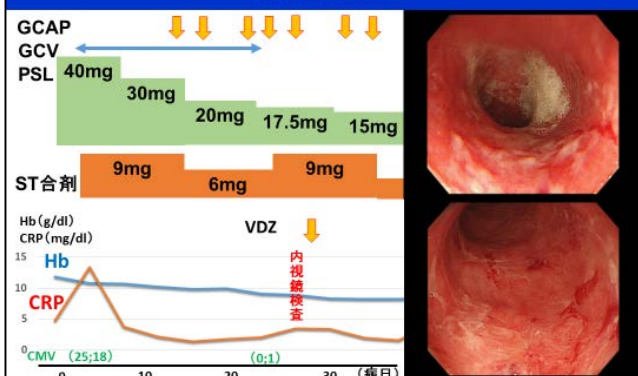 GCAP
GCV
PSL
40mg
30mg
20mg
17.5mg
15mg
ST合剤
9mg
6mg
9mg
Hb(g/dl)
CRP(mg/dl)
VDZ
内視鏡検査
15
10
5
0
Hb
CRP
CMV (25;18)
(0;1)
0
10
20
30
(病日)